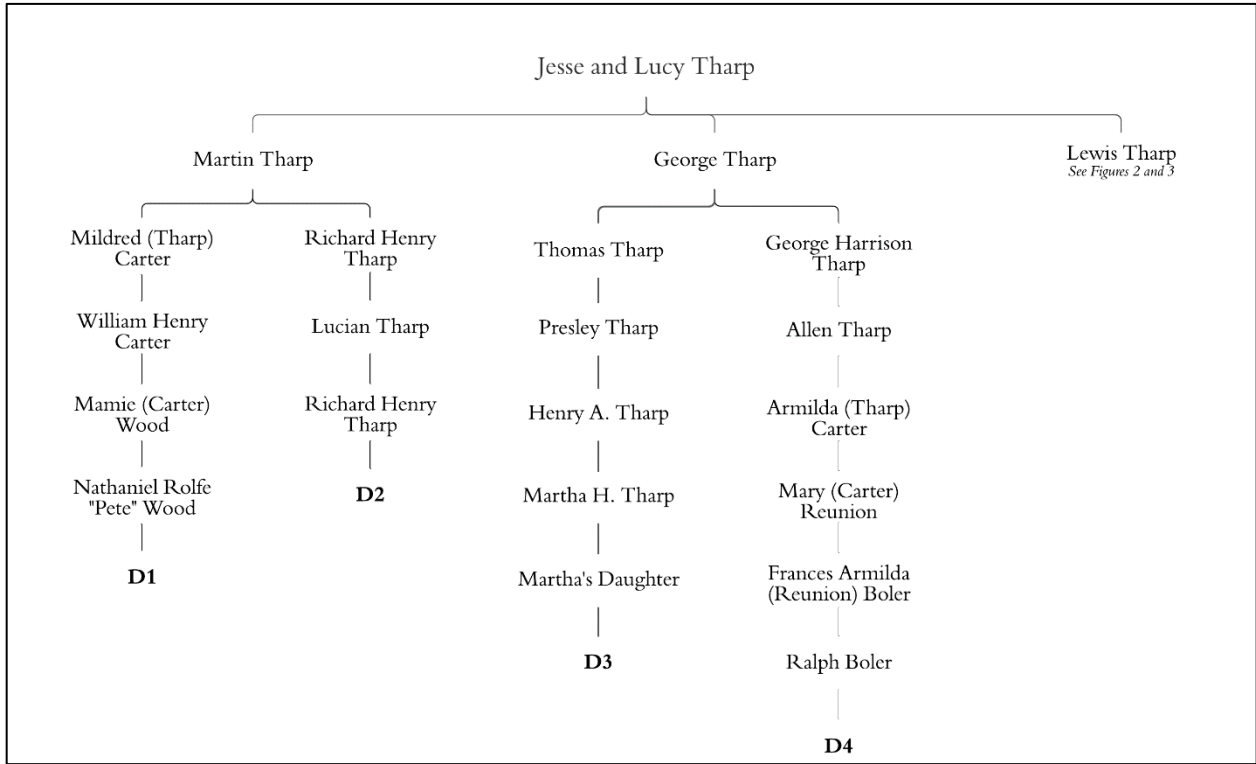 Jesse and Lucy Tharp
Martin Tharp
George Tharp
Lewis Tharp
See Figures 2 and 3
Mildred (Tharp)
Carter
Richard Henry
Tharp
Thomas Tharp
George Harrison
Tharp
William Henry
Carter
Lucian Tharp
Presley Tharp
Allen Tharp
Mamie (Carter)
Wood
Richard Henry
Tharp
Henry A. Tharp
Armilda (Tharp)
Carter
Nathaniel Rolfe
"Pete" Wood
D2
Martha H. Tharp
Mary (Carter)
Reunion
D1
Martha's Daughter
Frances Armilda
(Reunion) Boler
D3
Ralph Boler
D4